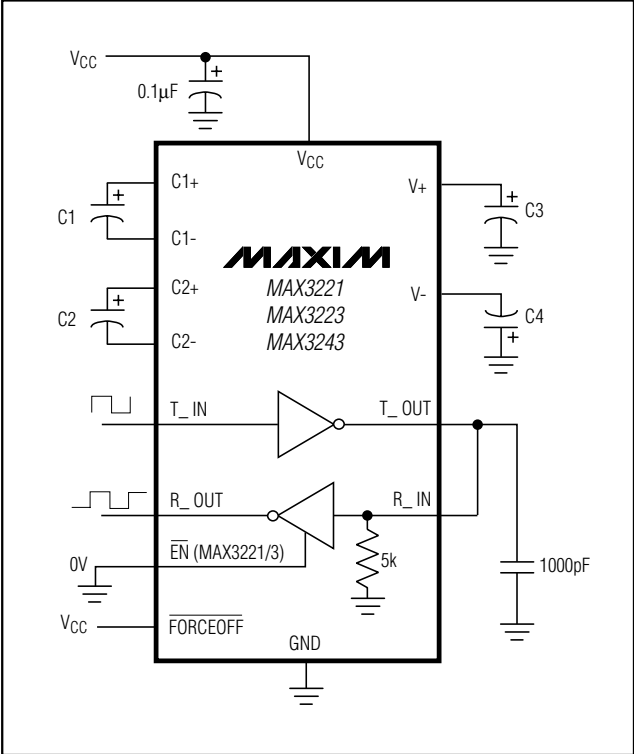 VCC
0.1μF
VCC
C1+
V+
C1
C3
C1-
MAXIM
C2+
MAX3221
V-
C2
MAX3223
C4
C2-
MAX3243
T_ IN
T_ OUT
R_ OUT
R_ IN
0V
EN (MAX3221/3)
5k
1000pF
VCC
FORCEOFF
GND